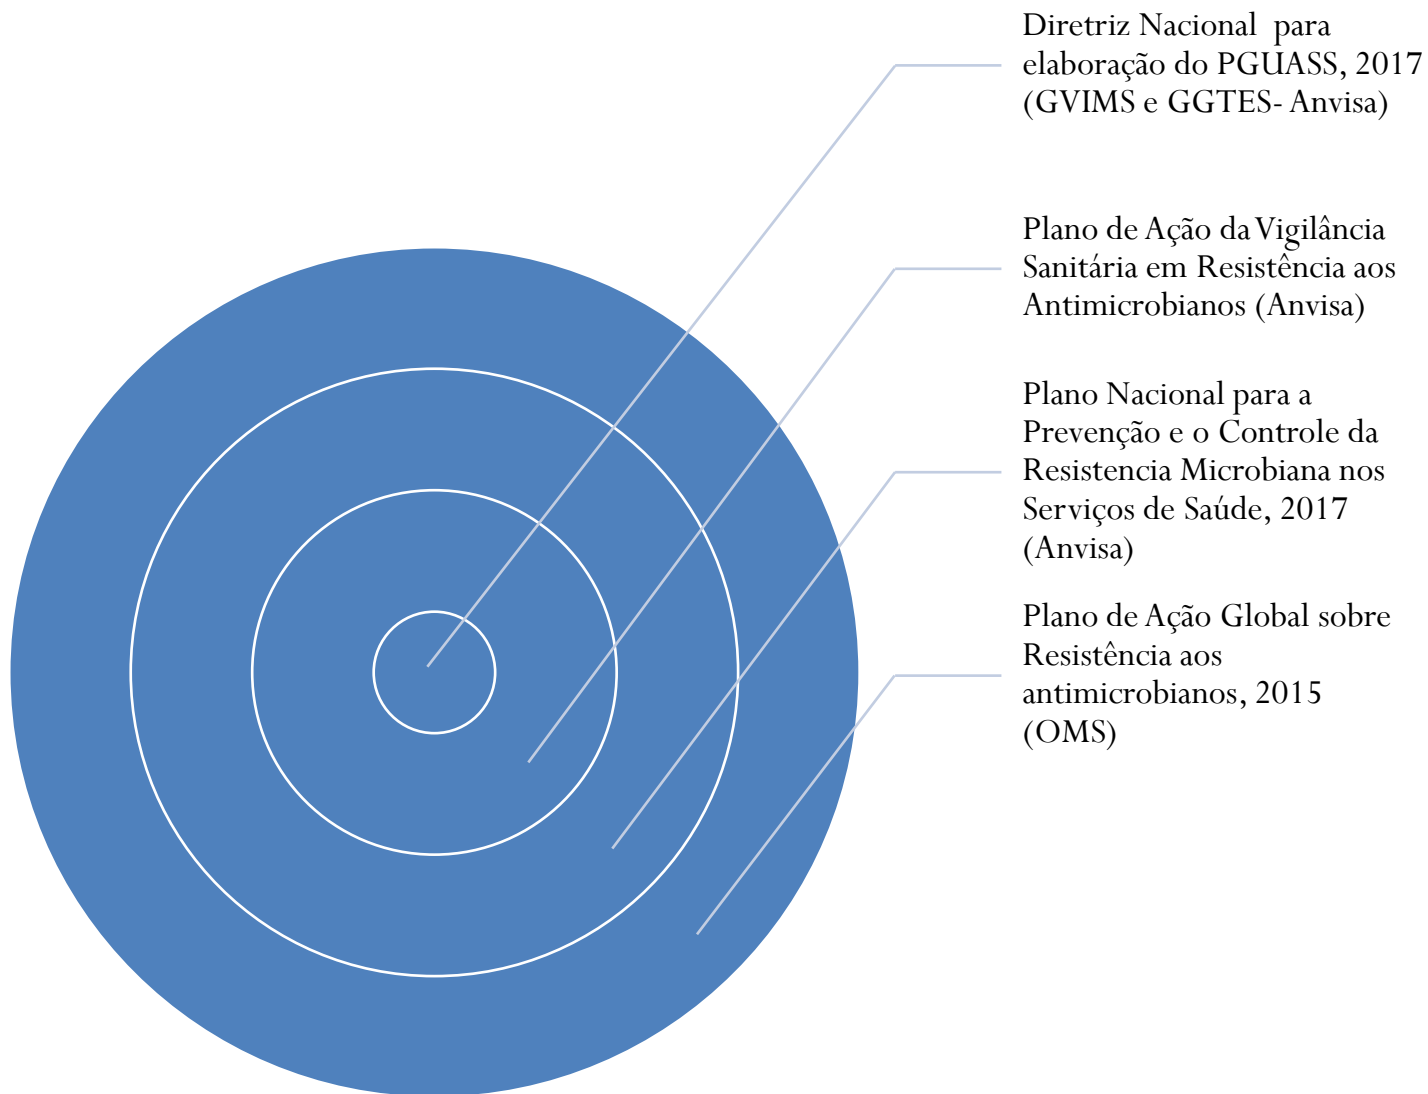 Diretriz Nacional para
elaboração do PGUASS, 2017
(GVIMS e GGTES- Anvisa)
Plano de Ação da Vigilância
Sanitária em Resistência aos
Antimicrobianos (Anvisa)
Plano Nacional para a
Prevenção e o Controle da
Resistencia Microbiana nos
Serviços de Saúde, 2017
(Anvisa)
Plano de Ação Global sobre
Resistência aos
antimicrobianos, 2015
(OMS)